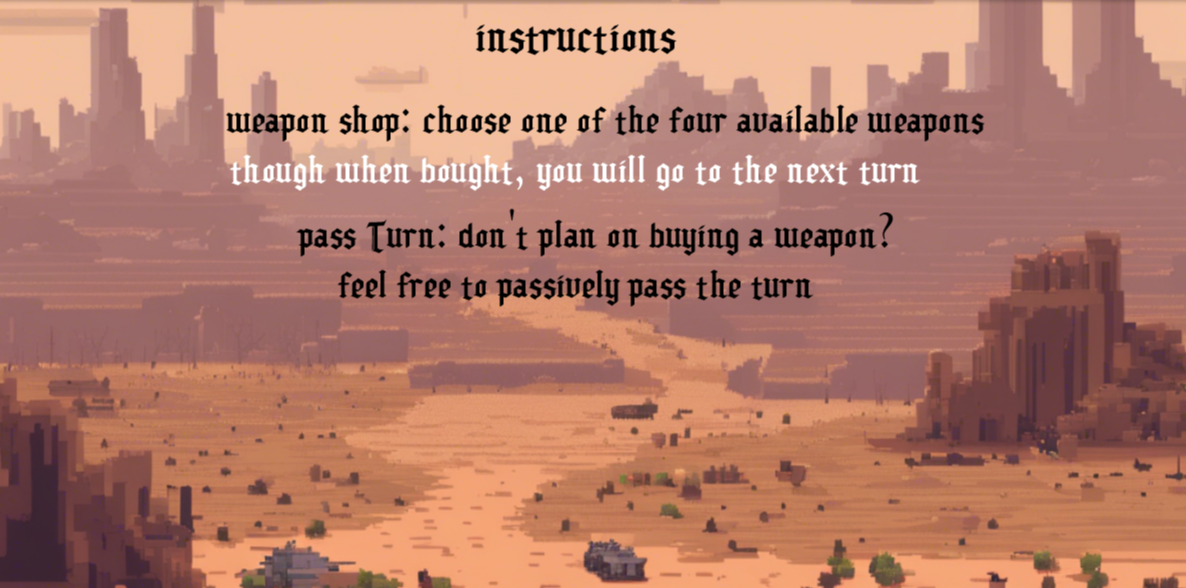 instructions
weapon shop: choose one of the four available weapons
though when bought, you will go to the next turn
pass Turn: don't plan on buying a weapon?
feel free to passively pass the turn